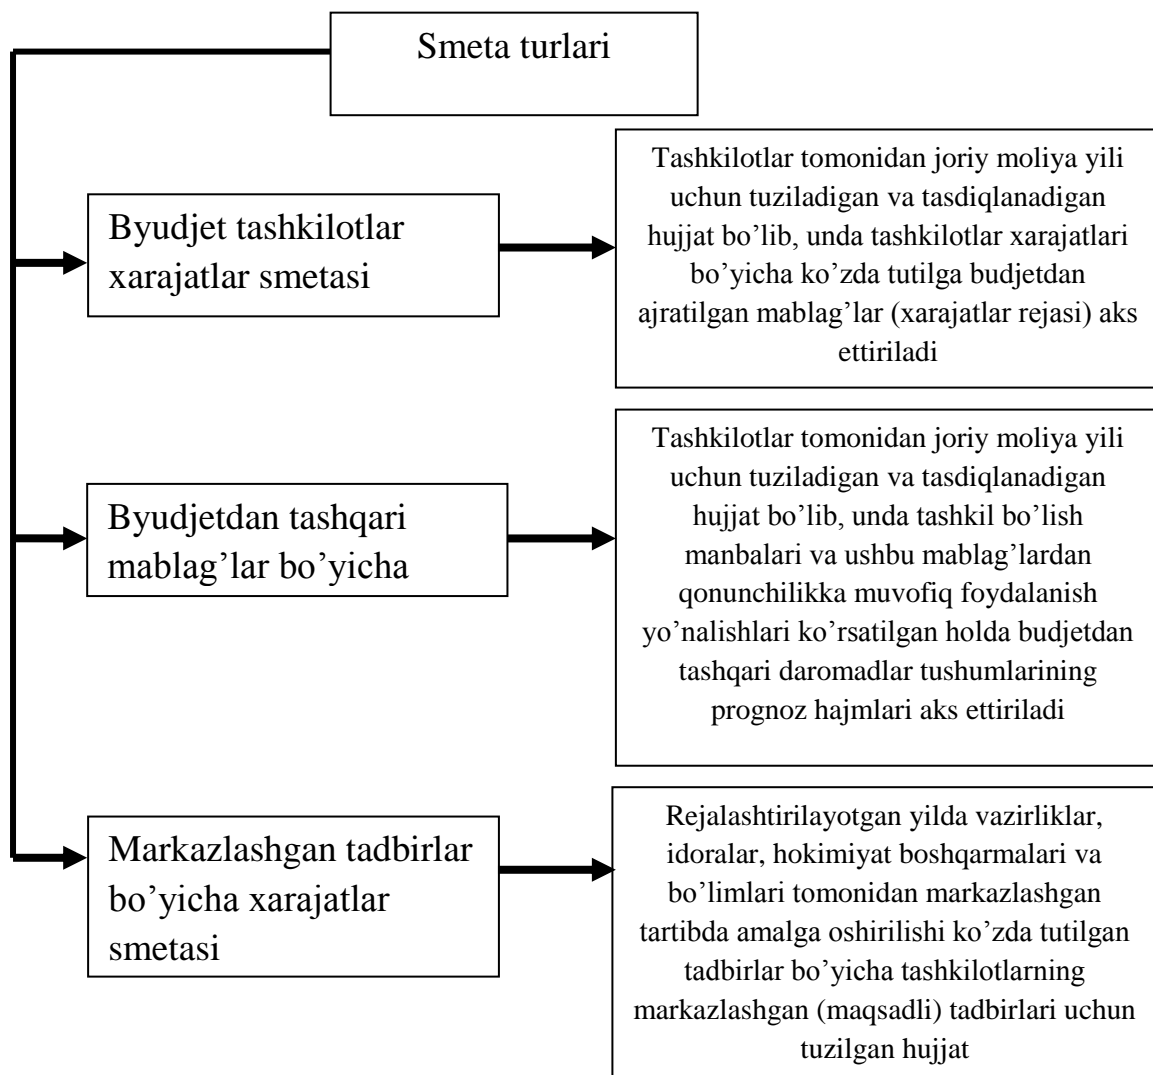 Smeta turlari
Byudjet tashkilotlar
xarajatlar smetasi
Tashkilotlar tomonidan joriy moliya yili
uchun tuziladigan va tasdiqlanadigan
hujjat bo’lib, unda tashkilotlar xarajatlari
bo’yicha ko’zda tutilga budjetdan
ajratilgan mablag’lar (xarajatlar rejasi) aks
ettiriladi
Byudjetdan tashqari
mablag’lar bo’yicha
Tashkilotlar tomonidan joriy moliya yili
uchun tuziladigan va tasdiqlanadigan
hujjat bo’lib, unda tashkil bo’lish
manbalari va ushbu mablag’lardan
qonunchilikka muvofiq foydalanish
yo’nalishlari ko’rsatilgan holda budjetdan
tashqari daromadlar tushumlarining
prognoz hajmlari aks ettiriladi
Markazlashgan tadbirlar
bo’yicha xarajatlar
smetasi
Rejalashtirilayotgan yilda vazirliklar,
idoralar, hokimiyat boshqarmalari va
bo’limlari tomonidan markazlashgan
tartibda amalga oshirilishi ko’zda tutilgan
tadbirlar bo’yicha tashkilotlarning
markazlashgan (maqsadli) tadbirlari uchun
tuzilgan hujjat